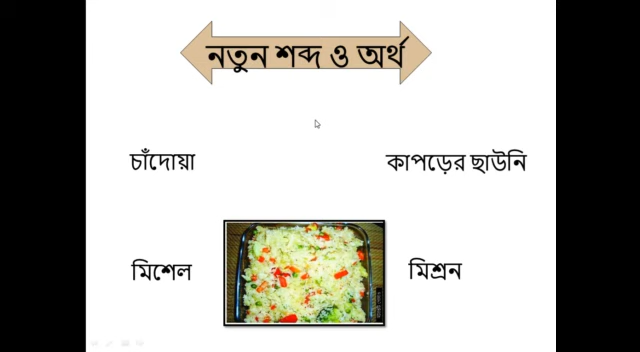 নতুন শব্দ ও অর্থ
চাঁদোয়া কাপড়ের ছাউনি
মিশেল মিশ্রন